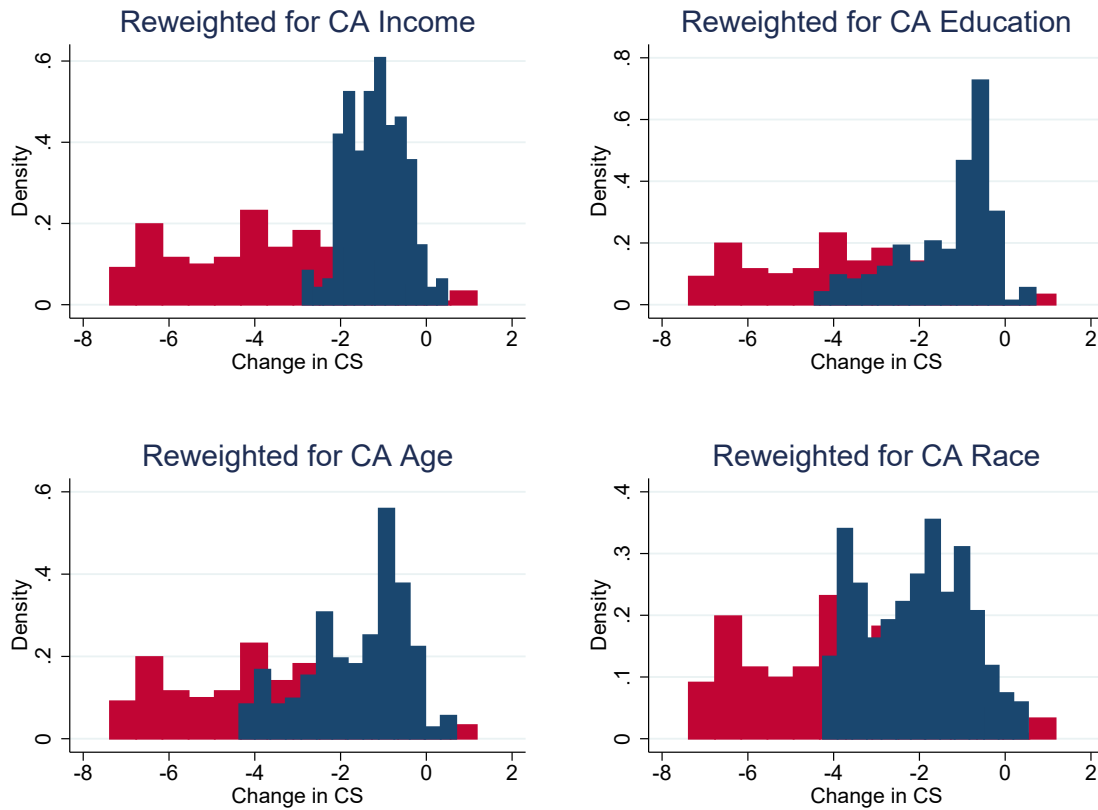 Reweighted for CA Income
Density
0 .2 .4 .6
-8 -6 -4 -2 0 2
Change in CS
Reweighted for CA Education
Density
0 .2 .4 .6 .8
-8 -6 -4 -2 0 2
Change in CS
Reweighted for CA Age
Density
0 .2 .4 .6
-8 -6 -4 -2 0 2
Change in CS
Reweighted for CA Race
Density
0 .1 .2 .3 .4
-8 -6 -4 -2 0 2
Change in CS